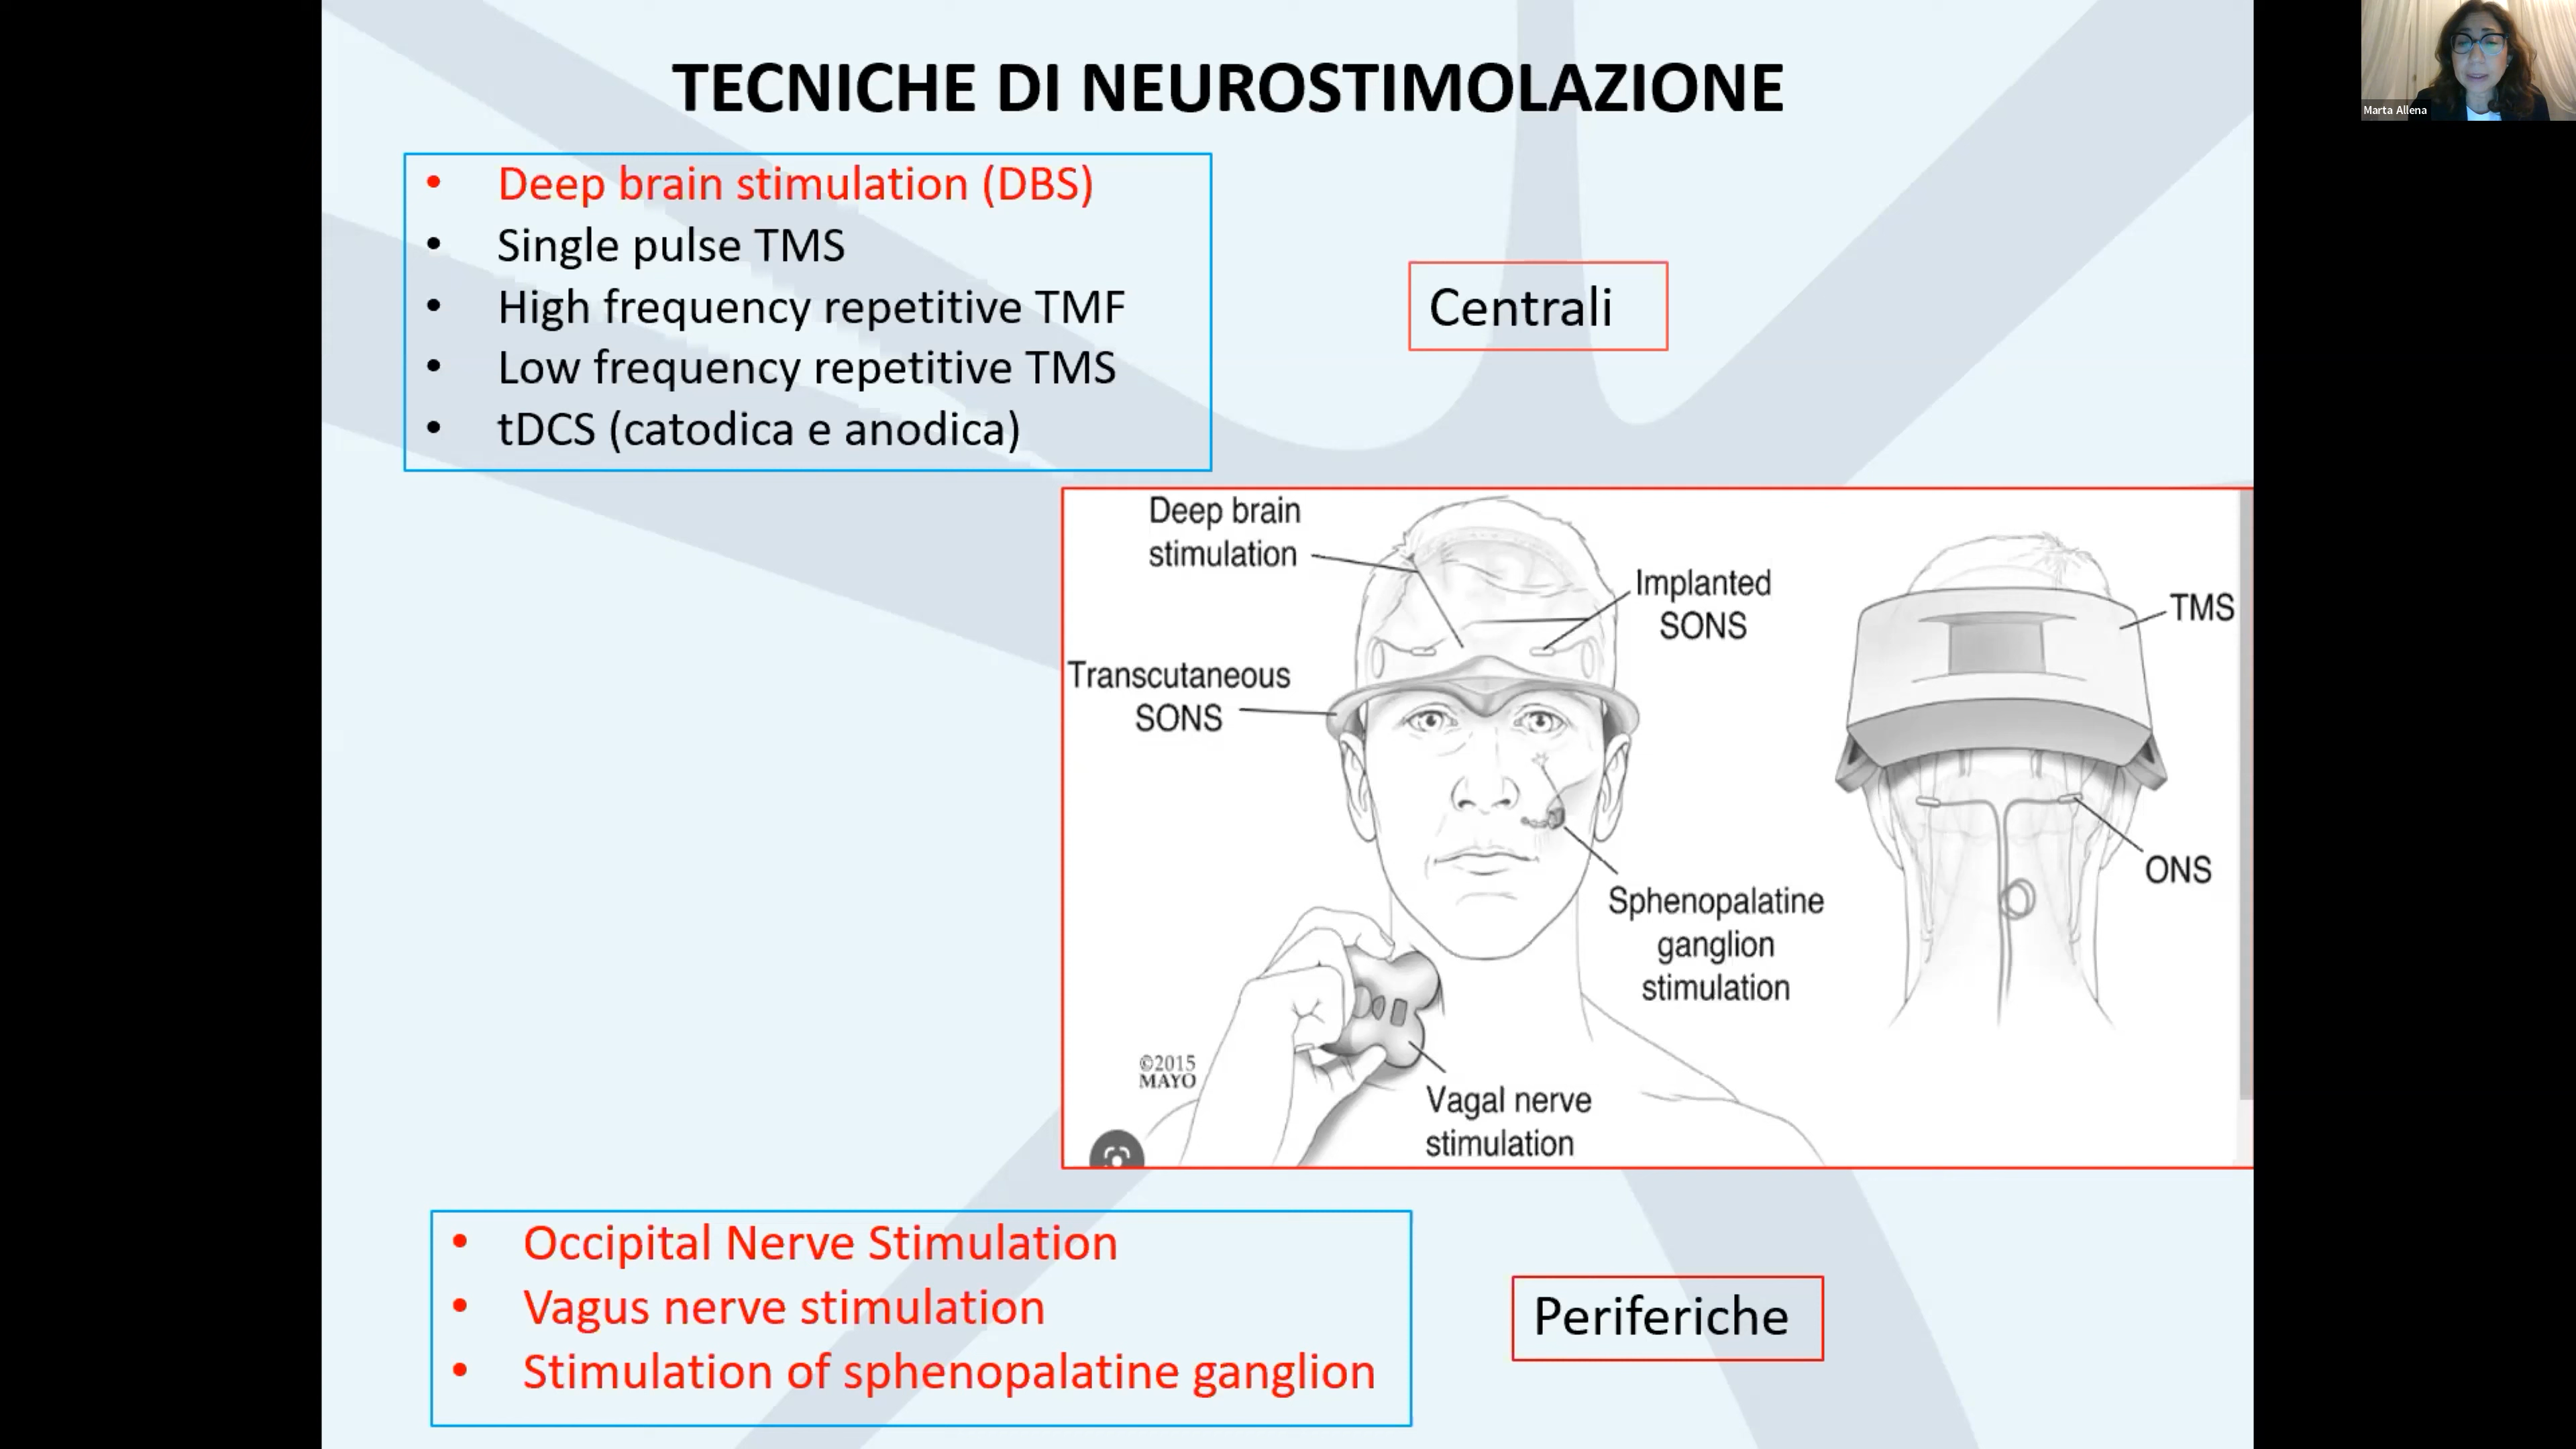 TECNICHE DI NEUROSTIMOLAZIONE
Marta Allena
• Deep brain stimulation (DBS)
• Single pulse TMS
• High frequency repetitive TMF
• Low frequency repetitive TMS
• tDCS (catodica e anodica)
Centrali
Deep brain
stimulation
Implanted
SONS
Transcutaneous
SONS
TMS
ONS
Sphenopalatine
ganglion
stimulation
©2015
MAYO
Vagal nerve
stimulation
• Occipital Nerve Stimulation
• Vagus nerve stimulation
• Stimulation of sphenopalatine ganglion
Periferiche